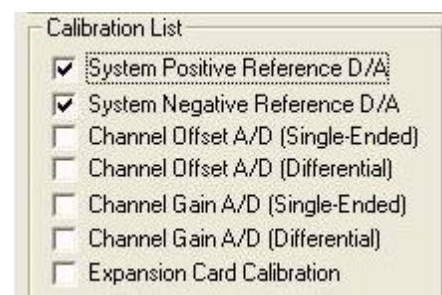 Calibration List
System Positive Reference D/A
System Negative Reference D/A
Channel Offset A/D (Single-Ended)
Channel Offset A/D (Differential)
Channel Gain A/D (Single-Ended)
Channel Gain A/D (Differential)
Expansion Card Calibration